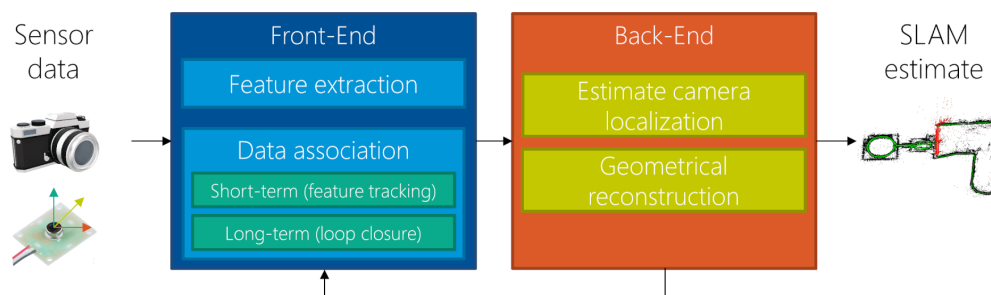 Sensor
data
Front-End
Feature extraction
Data association
Short-term (feature tracking)
Long-term (loop closure)
Back-End
Estimate camera
localization
Geometrical
reconstruction
SLAM
estimate